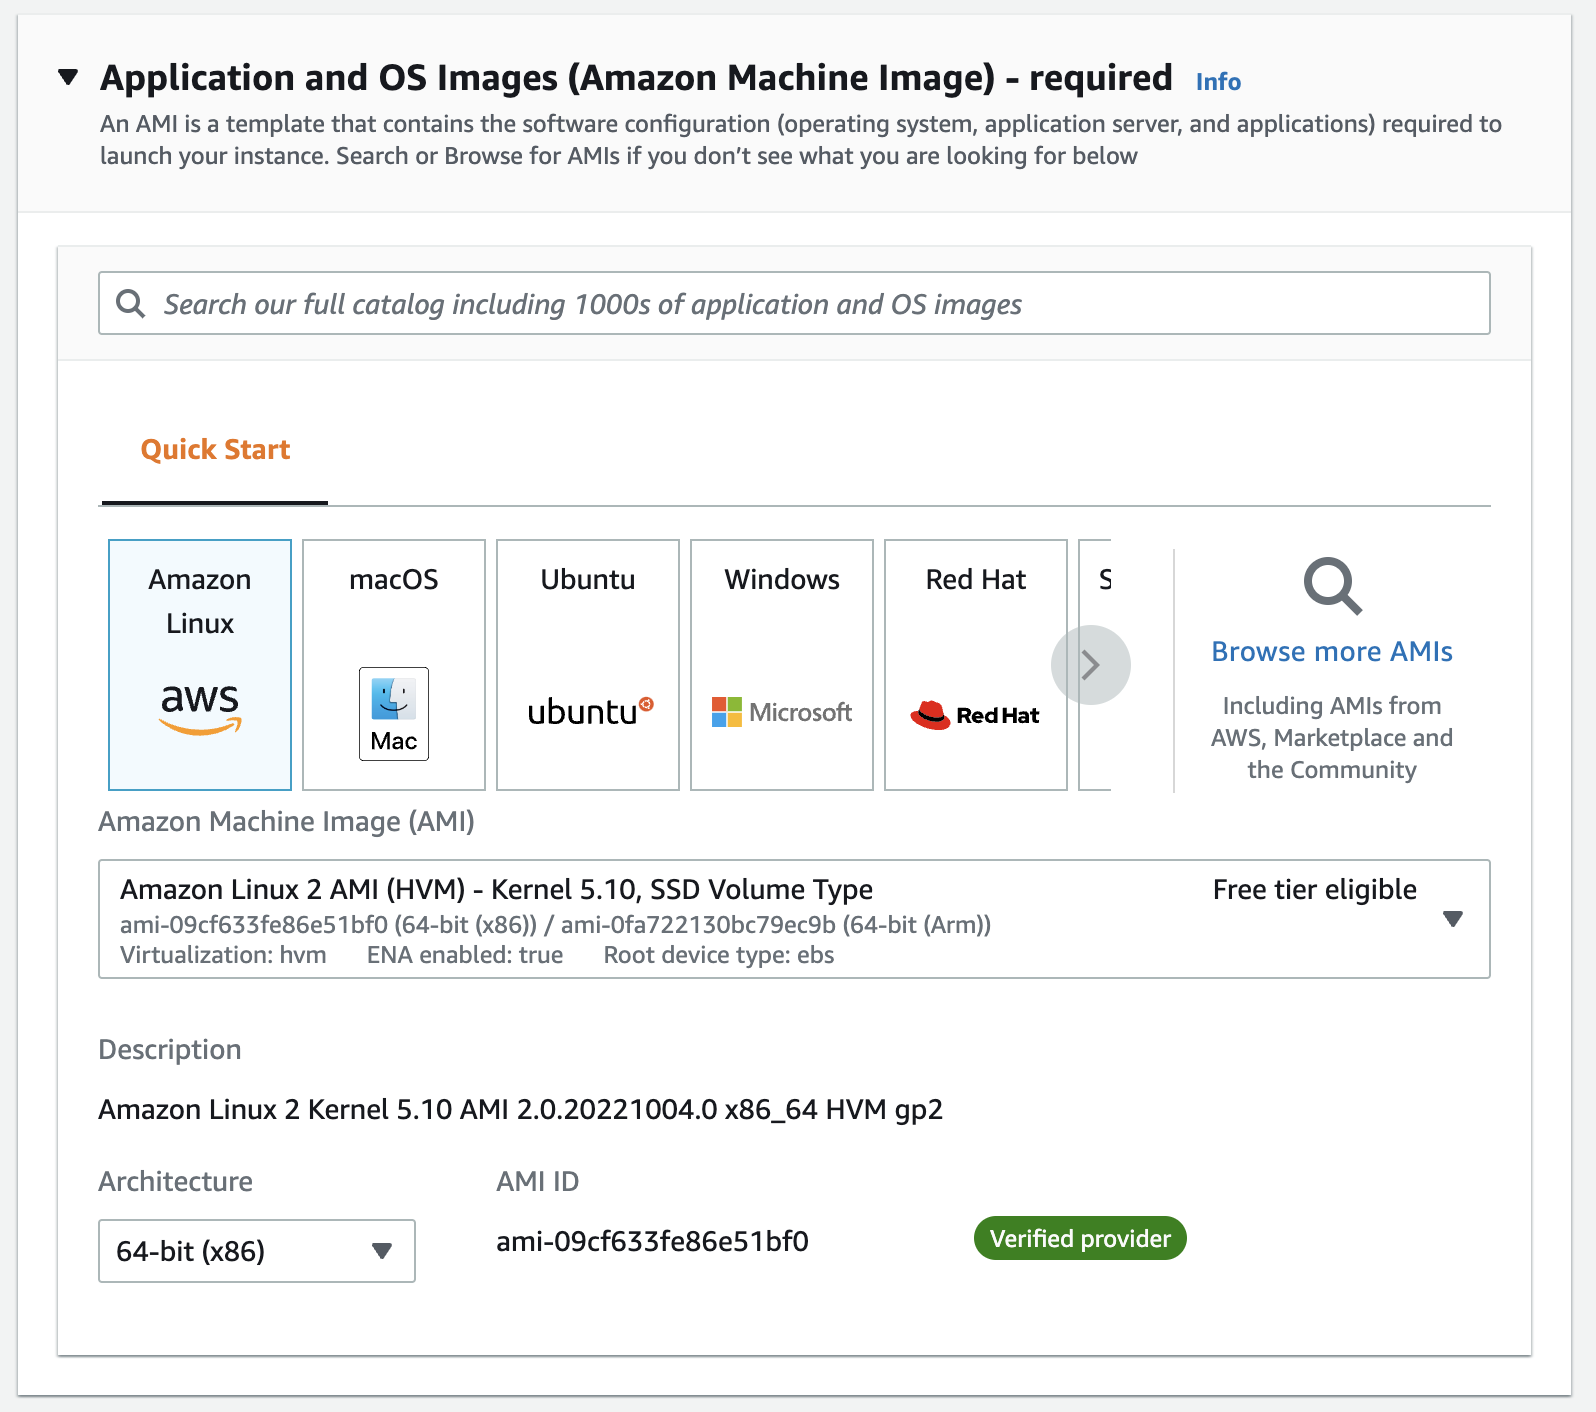 Application and OS Images (Amazon Machine Image) - required Info
An AMI is a template that contains the software configuration (operating system, application server, and applications) required to
launch your instance. Search or Browse for AMIs if you don’t see what you are looking for below
Search our full catalog including 1000s of application and OS images
Quick Start
Amazon
Linux
aws
macOS
Mac
Ubuntu
ubuntu
Windows
Microsoft
Red Hat
Red Hat
S
Browse more AMIs
Including AMIs from
AWS, Marketplace and
the Community
Amazon Machine Image (AMI)
Amazon Linux 2 AMI (HVM) - Kernel 5.10, SSD Volume Type
Free tier eligible
ami-09cf633fe86e51bf0 (64-bit (x86)) / ami-0fa722130bc79ec9b (64-bit (Arm))
Virtualization: hvm ENA enabled: true Root device type: ebs
Description
Amazon Linux 2 Kernel 5.10 AMI 2.0.20221004.0 x86_64 HVM gp2
Architecture
AMI ID
64-bit (x86)
ami-09cf633fe86e51bf0
Verified provider